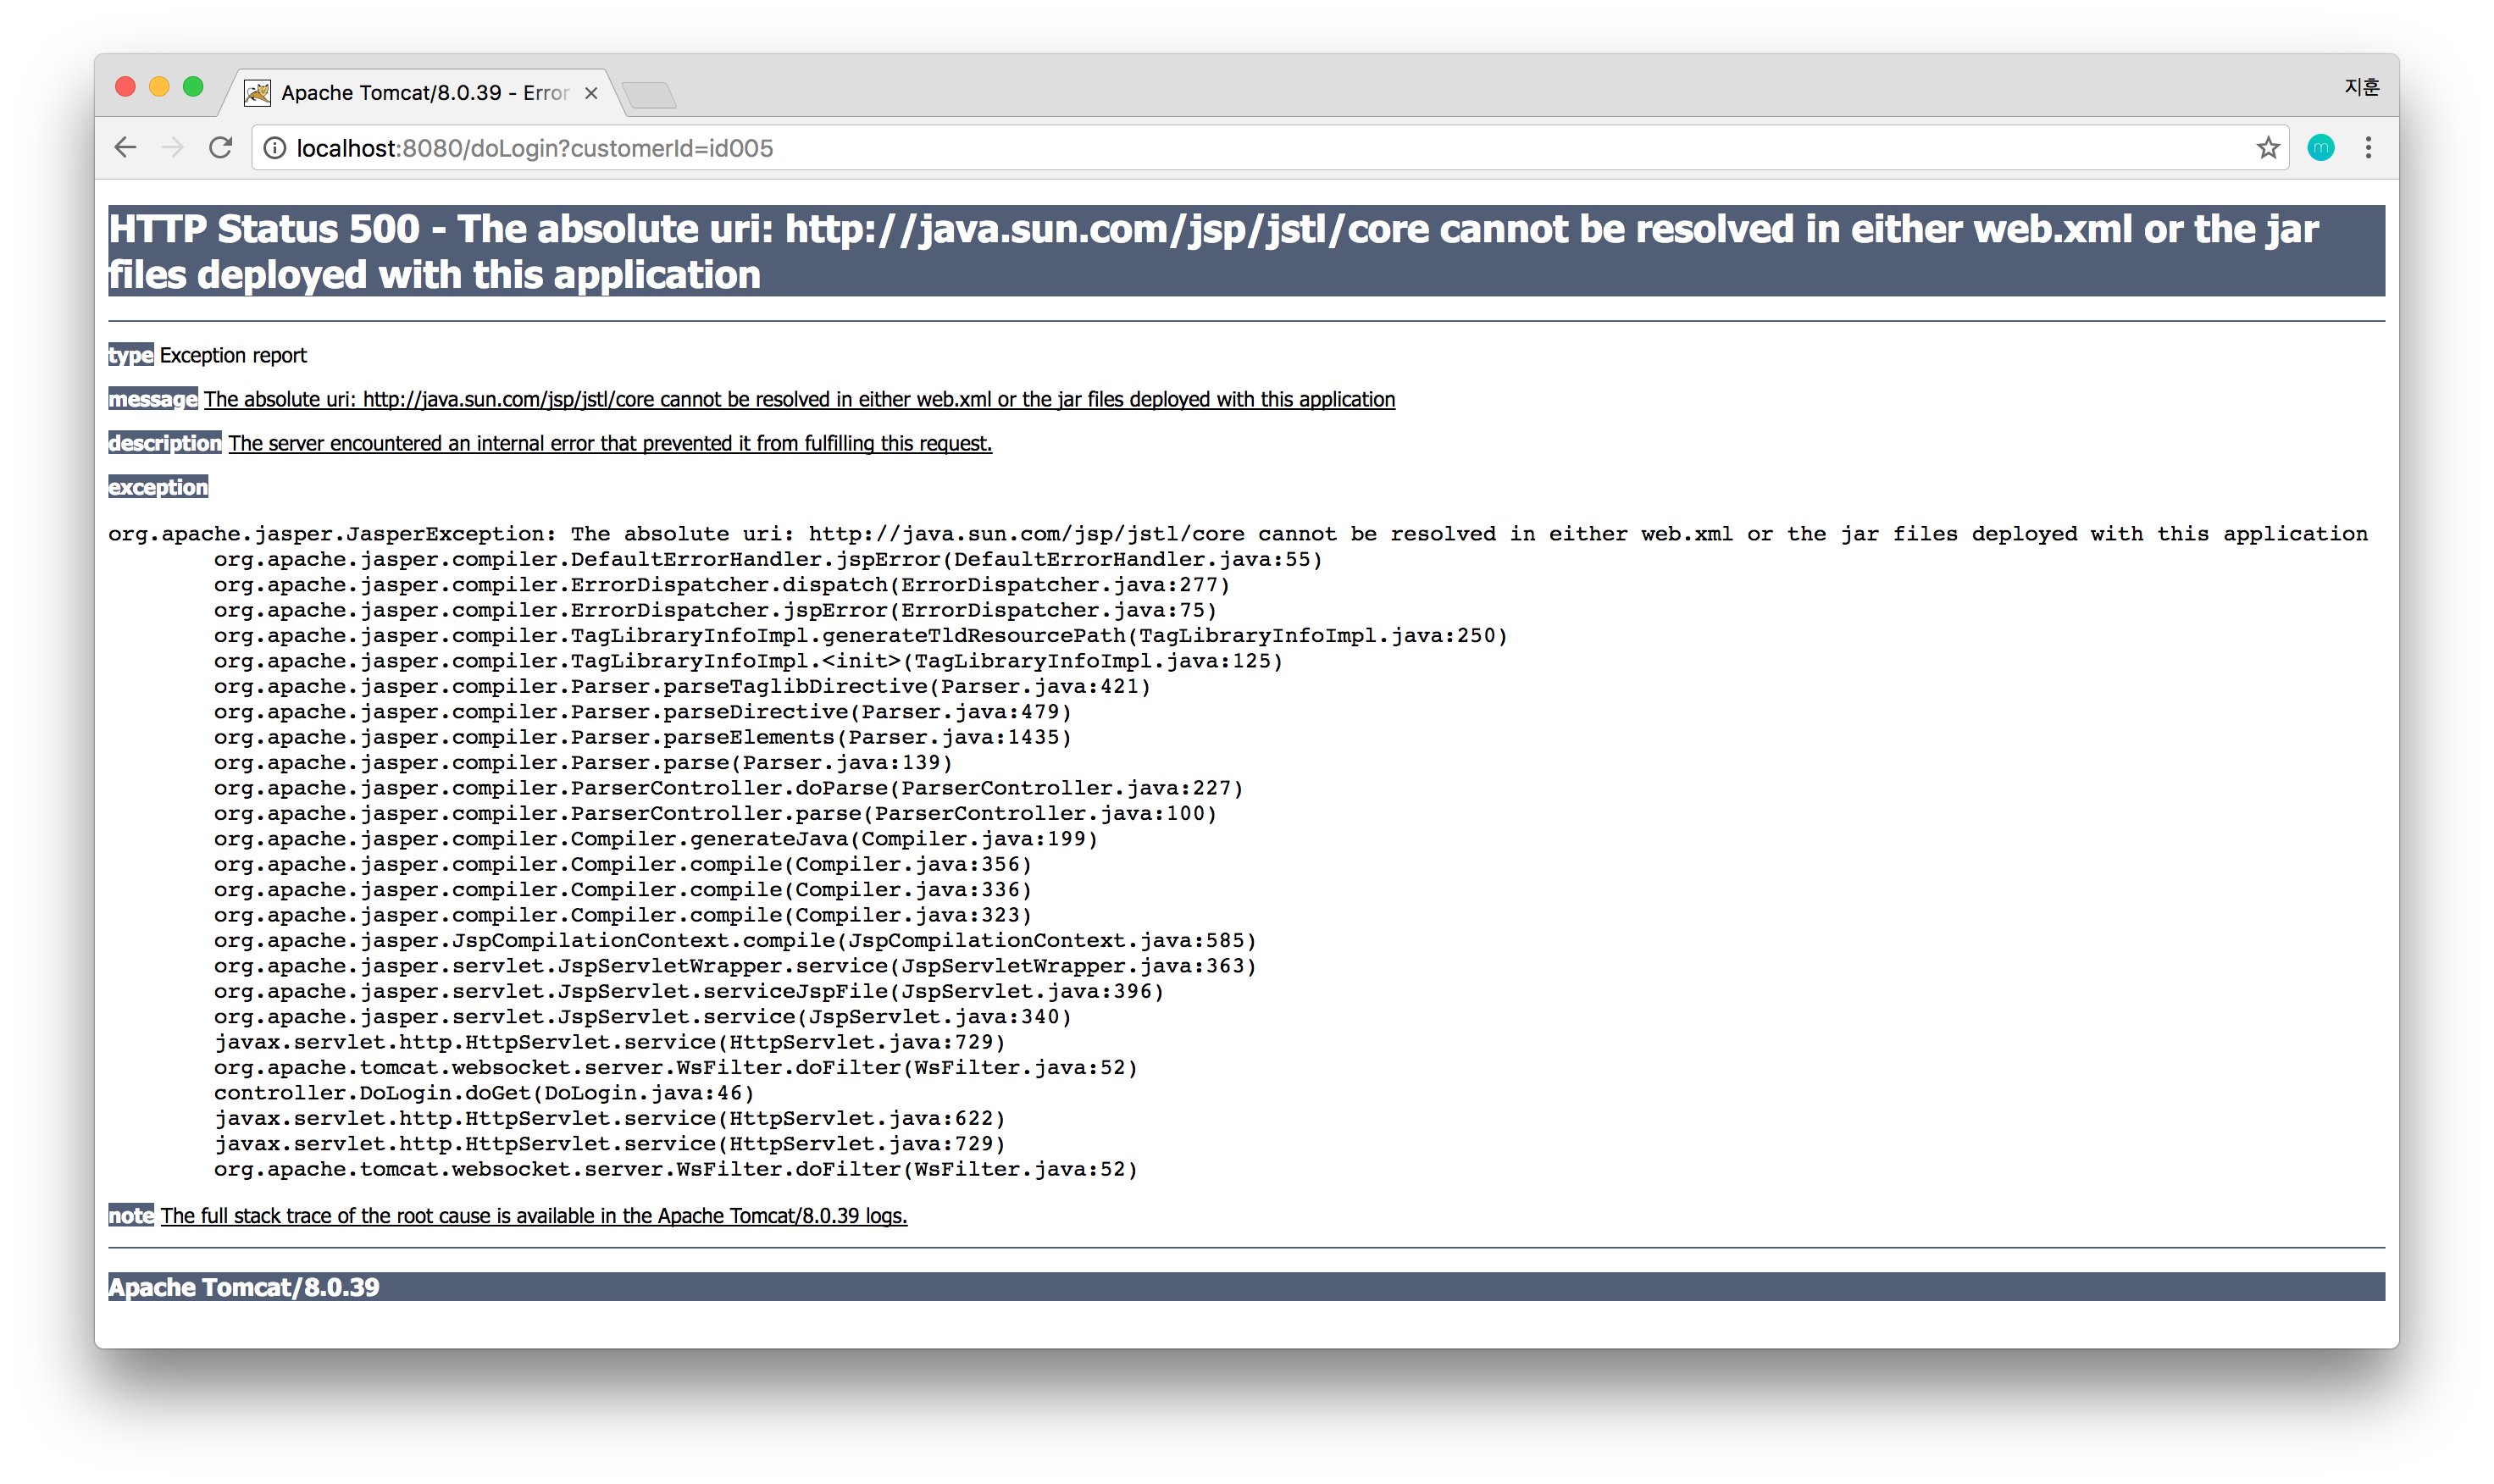 Apache Tomcat/8.0.39 - Error
지훈
localhost:8080/doLogin?customerId=id005
m
HTTP Status 500 - The absolute uri: http://java.sun.com/jsp/jstl/core cannot be resolved in either web.xml or the jar
files deployed with this application
type Exception report
message The absolute uri: http://java.sun.com/jsp/jstl/core cannot be resolved in either web.xml or the jar files deployed with this application
description The server encountered an internal error that prevented it from fulfilling this request.
exception
org.apache.jasper.JasperException: The absolute uri: http://java.sun.com/jsp/jstl/core cannot be resolved in either web.xml or the jar files deployed with this application
org.apache.jasper.compiler.DefaultErrorHandler.jspError(DefaultErrorHandler.java:55)
org.apache.jasper.compiler.ErrorDispatcher.dispatch(ErrorDispatcher.java:277)
org.apache.jasper.compiler.ErrorDispatcher.jspError(ErrorDispatcher.java:75)
org.apache.jasper.compiler.TagLibraryInfoImpl.generateTldResourcePath(TagLibraryInfoImpl.java:250)
org.apache.jasper.compiler.TagLibraryInfoImpl.<init>(TagLibraryInfoImpl.java:125)
org.apache.jasper.compiler.Parser.parseTaglibDirective(Parser.java:421)
org.apache.jasper.compiler.Parser.parseDirective(Parser.java:479)
org.apache.jasper.compiler.Parser.parseElements(Parser.java:1435)
org.apache.jasper.compiler.Parser.parse(Parser.java:139)
org.apache.jasper.compiler.ParserController.doParse(ParserController.java:227)
org.apache.jasper.compiler.ParserController.parse(ParserController.java:100)
org.apache.jasper.compiler.Compiler.generateJava(Compiler.java:199)
org.apache.jasper.compiler.Compiler.compile(Compiler.java:356)
org.apache.jasper.compiler.Compiler.compile(Compiler.java:336)
org.apache.jasper.compiler.Compiler.compile(Compiler.java:323)
org.apache.jasper.JspCompilationContext.compile(JspCompilationContext.java:585)
org.apache.jasper.servlet.JspServletWrapper.service(JspServletWrapper.java:363)
org.apache.jasper.servlet.JspServlet.serviceJspFile(JspServlet.java:396)
org.apache.jasper.servlet.JspServlet.service(JspServlet.java:340)
javax.servlet.http.HttpServlet.service(HttpServlet.java:729)
org.apache.tomcat.websocket.server.WsFilter.doFilter(WsFilter.java:52)
controller.DoLogin.doGet(DoLogin.java:46)
javax.servlet.http.HttpServlet.service(HttpServlet.java:622)
javax.servlet.http.HttpServlet.service(HttpServlet.java:729)
org.apache.tomcat.websocket.server.WsFilter.doFilter(WsFilter.java:52)
note The full stack trace of the root cause is available in the Apache Tomcat/8.0.39 logs.
Apache Tomcat/8.0.39